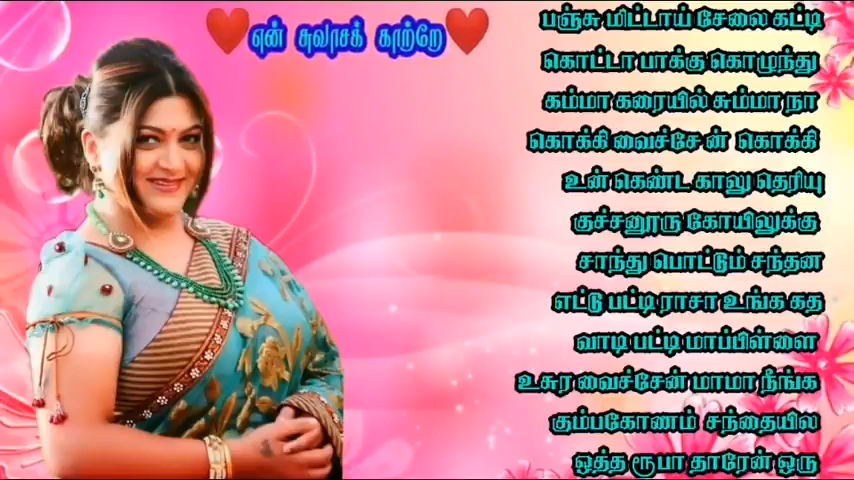 ஏன் சுவாசக் காற்றே
பஞ்சு மிட்டாய் சேலை கட்டி
கொட்டா பாக்கு கொழுந்து
கம்மா கரையில் சும்மா நா
கொக்கி வைச்சே ன் கொக்கி
உன் கெண்ட காலு தெரியு
குச்சனூரு கோயிலுக்கு
சாந்து பொட்டும் சந்தன
எட்டு பட்டி ராசா உங்க கத
வாடி பட்டி மாப்பிள்ளை
உசுர வைச்சேன் மாமா நீங்க
கும்பகோணம் சந்தையில
ஒத்த ரூபா தாரேன் ஒரு